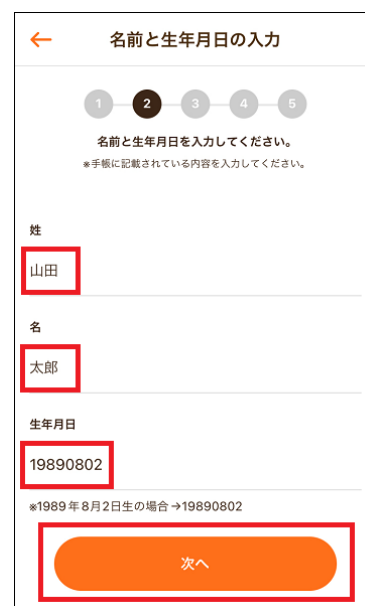 ← 名前と生年月日の入力
1 2 3 4 5
名前と生年月日を入力してください。
※手帳に記載されている内容を入力してください。
姓
山田
名
太郎
生年月日
19890802
※1989年8月2日生の場合→19890802
次へ